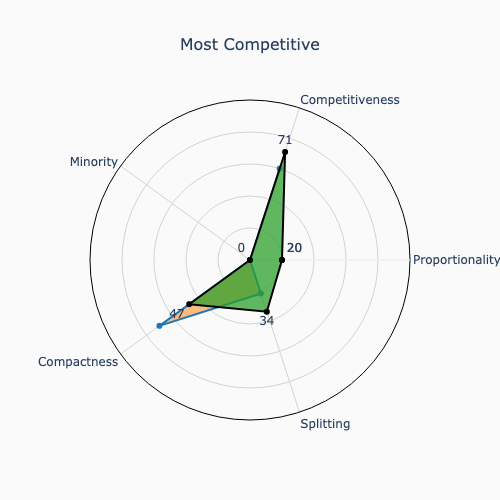 Most Competitive
Competitiveness
71
Minority
0
20
Proportionality
47
34
Compactness
Splitting